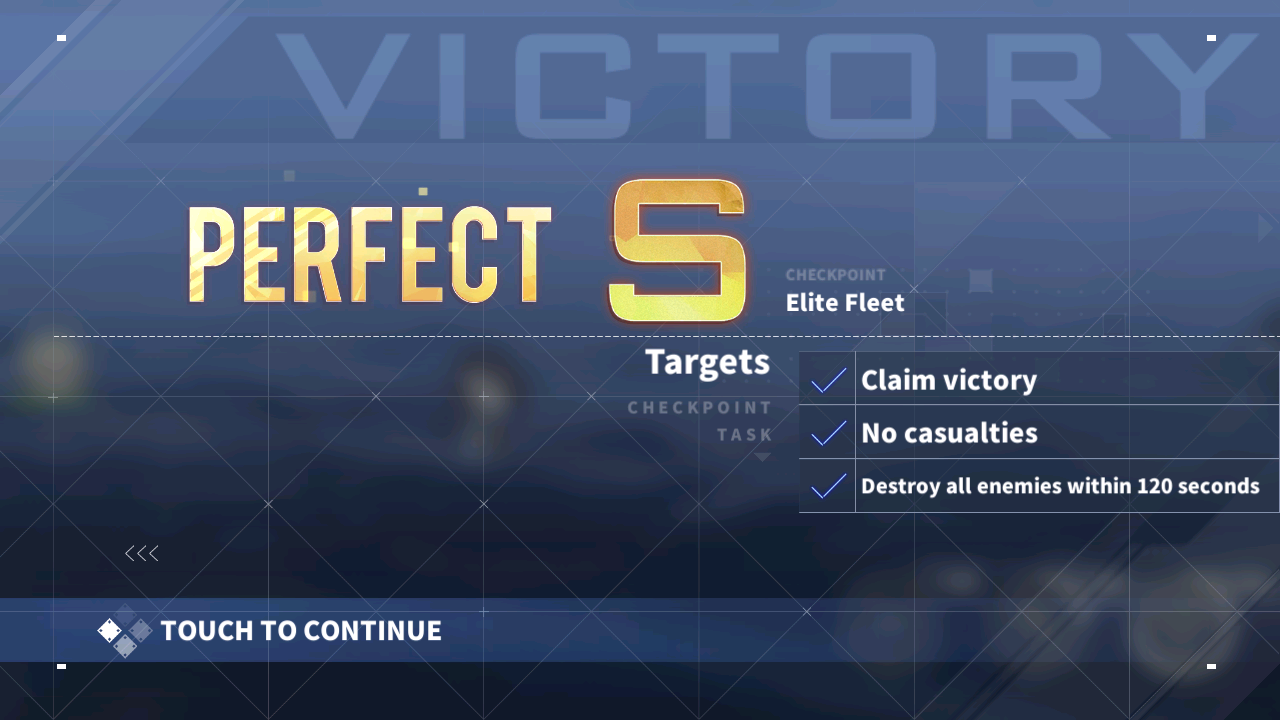 VICTORY
PERFECT S
CHECKPOINT
Elite Fleet
Targets
CHECKPOINT
TASK
Claim victory
No casualties
Destroy all enemies within 120 seconds
TOUCH TO CONTINUE